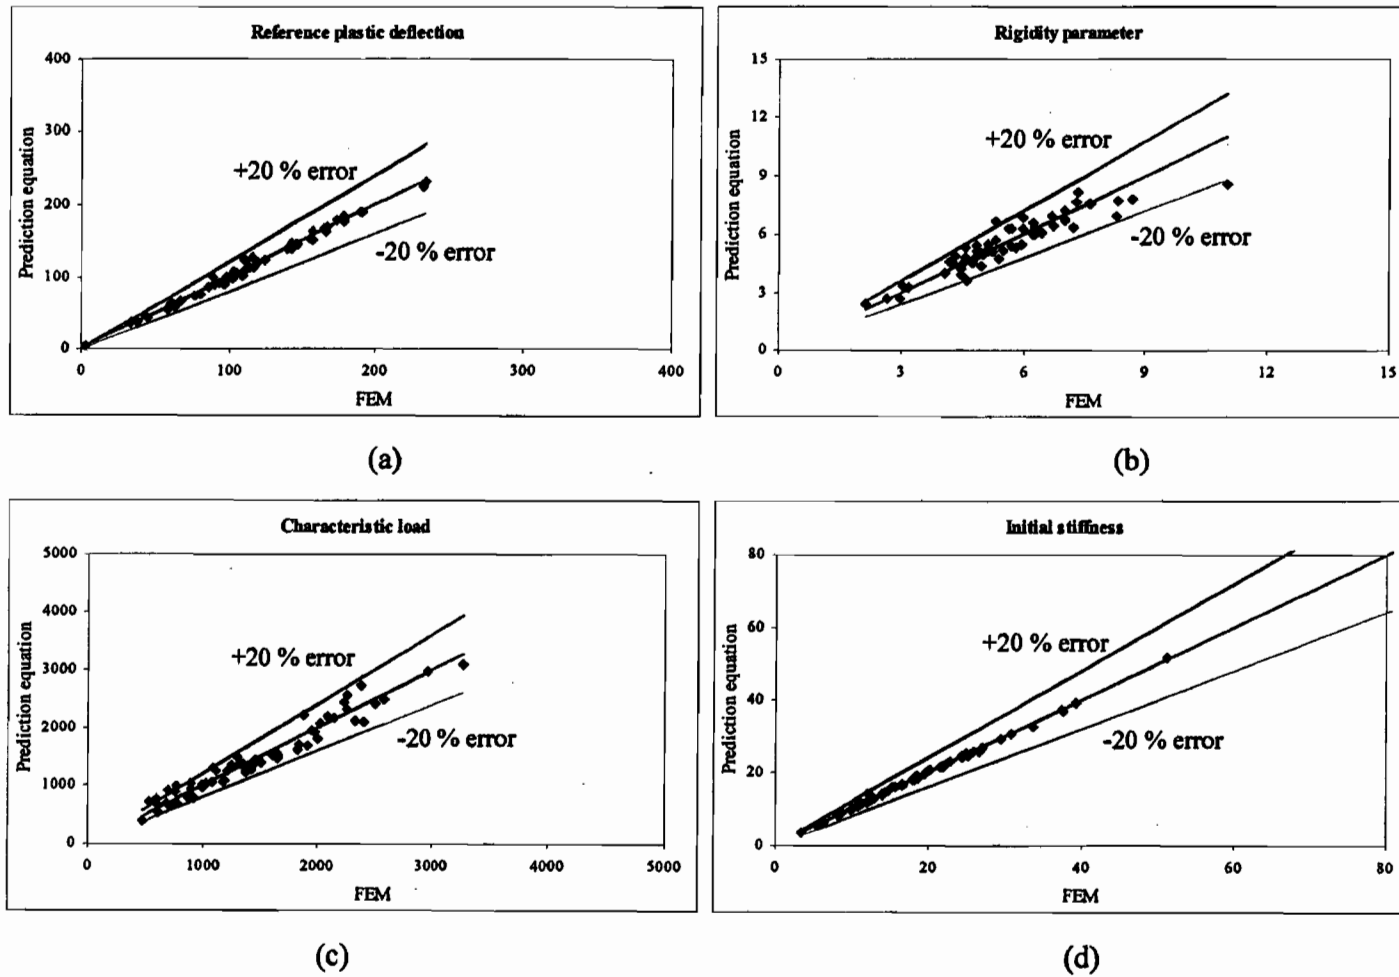 Reference plastic deflection
400
300
200
100
0
0
100
200
300
400
Prediction equation
FEM
+20 % error
-20 % error
(a)
Rigidity parameter
15
12
9
6
3
0
0
3
6
9
12
15
Prediction equation
FEM
+20 % error
-20 % error
(b)
Characteristic load
5000
4000
3000
2000
1000
0
0
1000
2000
3000
4000
5000
Prediction equation
FEM
+20 % error
-20 % error
(c)
Initial stiffness
80
60
40
20
0
0
20
40
60
80
Prediction equation
FEM
+20 % error
-20 % error
(d)